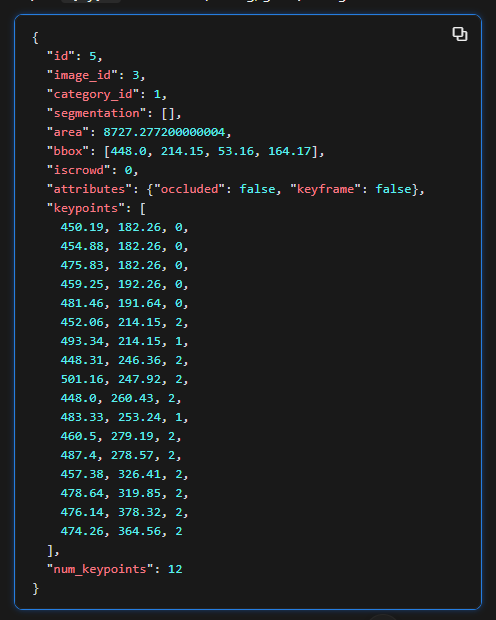 {
  "id": 5,
  "image_id": 3,
  "category_id": 1,
  "segmentation": [],
  "area": 8727.277200000004,
  "bbox": [448.0, 214.15, 53.16, 164.17],
  "iscrowd": 0,
  "attributes": {"occluded": false, "keyframe": false},
  "keypoints": [
    450.19, 182.26, 0,
    454.88, 182.26, 0,
    475.83, 182.26, 0,
    459.25, 192.26, 0,
    481.46, 191.64, 0,
    452.06, 214.15, 2,
    493.34, 214.15, 1,
    448.31, 246.36, 2,
    501.16, 247.92, 2,
    448.0, 260.43, 2,
    483.33, 253.24, 1,
    460.5, 279.19, 2,
    487.4, 278.57, 2,
    457.38, 326.41, 2,
    478.64, 319.85, 2,
    476.14, 378.32, 2,
    474.26, 364.56, 2
  ],
  "num_keypoints": 12
}